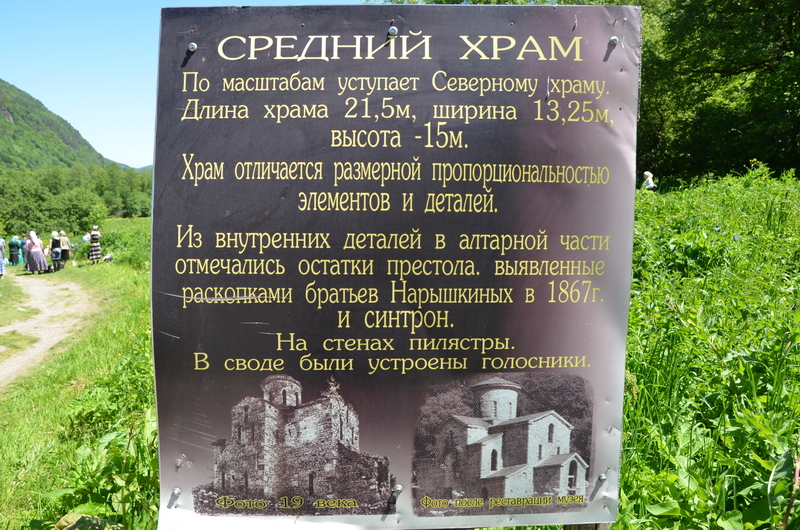 СРЕДНИЙ ХРАМ
По масштабам уступает Северному храму.
Длина храма 21,5м, ширина 13,25м,
высота -15м.
Храм отличается размерной пропорциональностью
элементов и деталей.
Из внутренних деталей в алтарной части
отмечались остатки престола. выявленные
раскопками братьев Нарышкиных в 1867г.
и синтрон.
На стенах пилястры.
В своде были устроены голосники.
Фото 19 века
Фото после реставрации музея